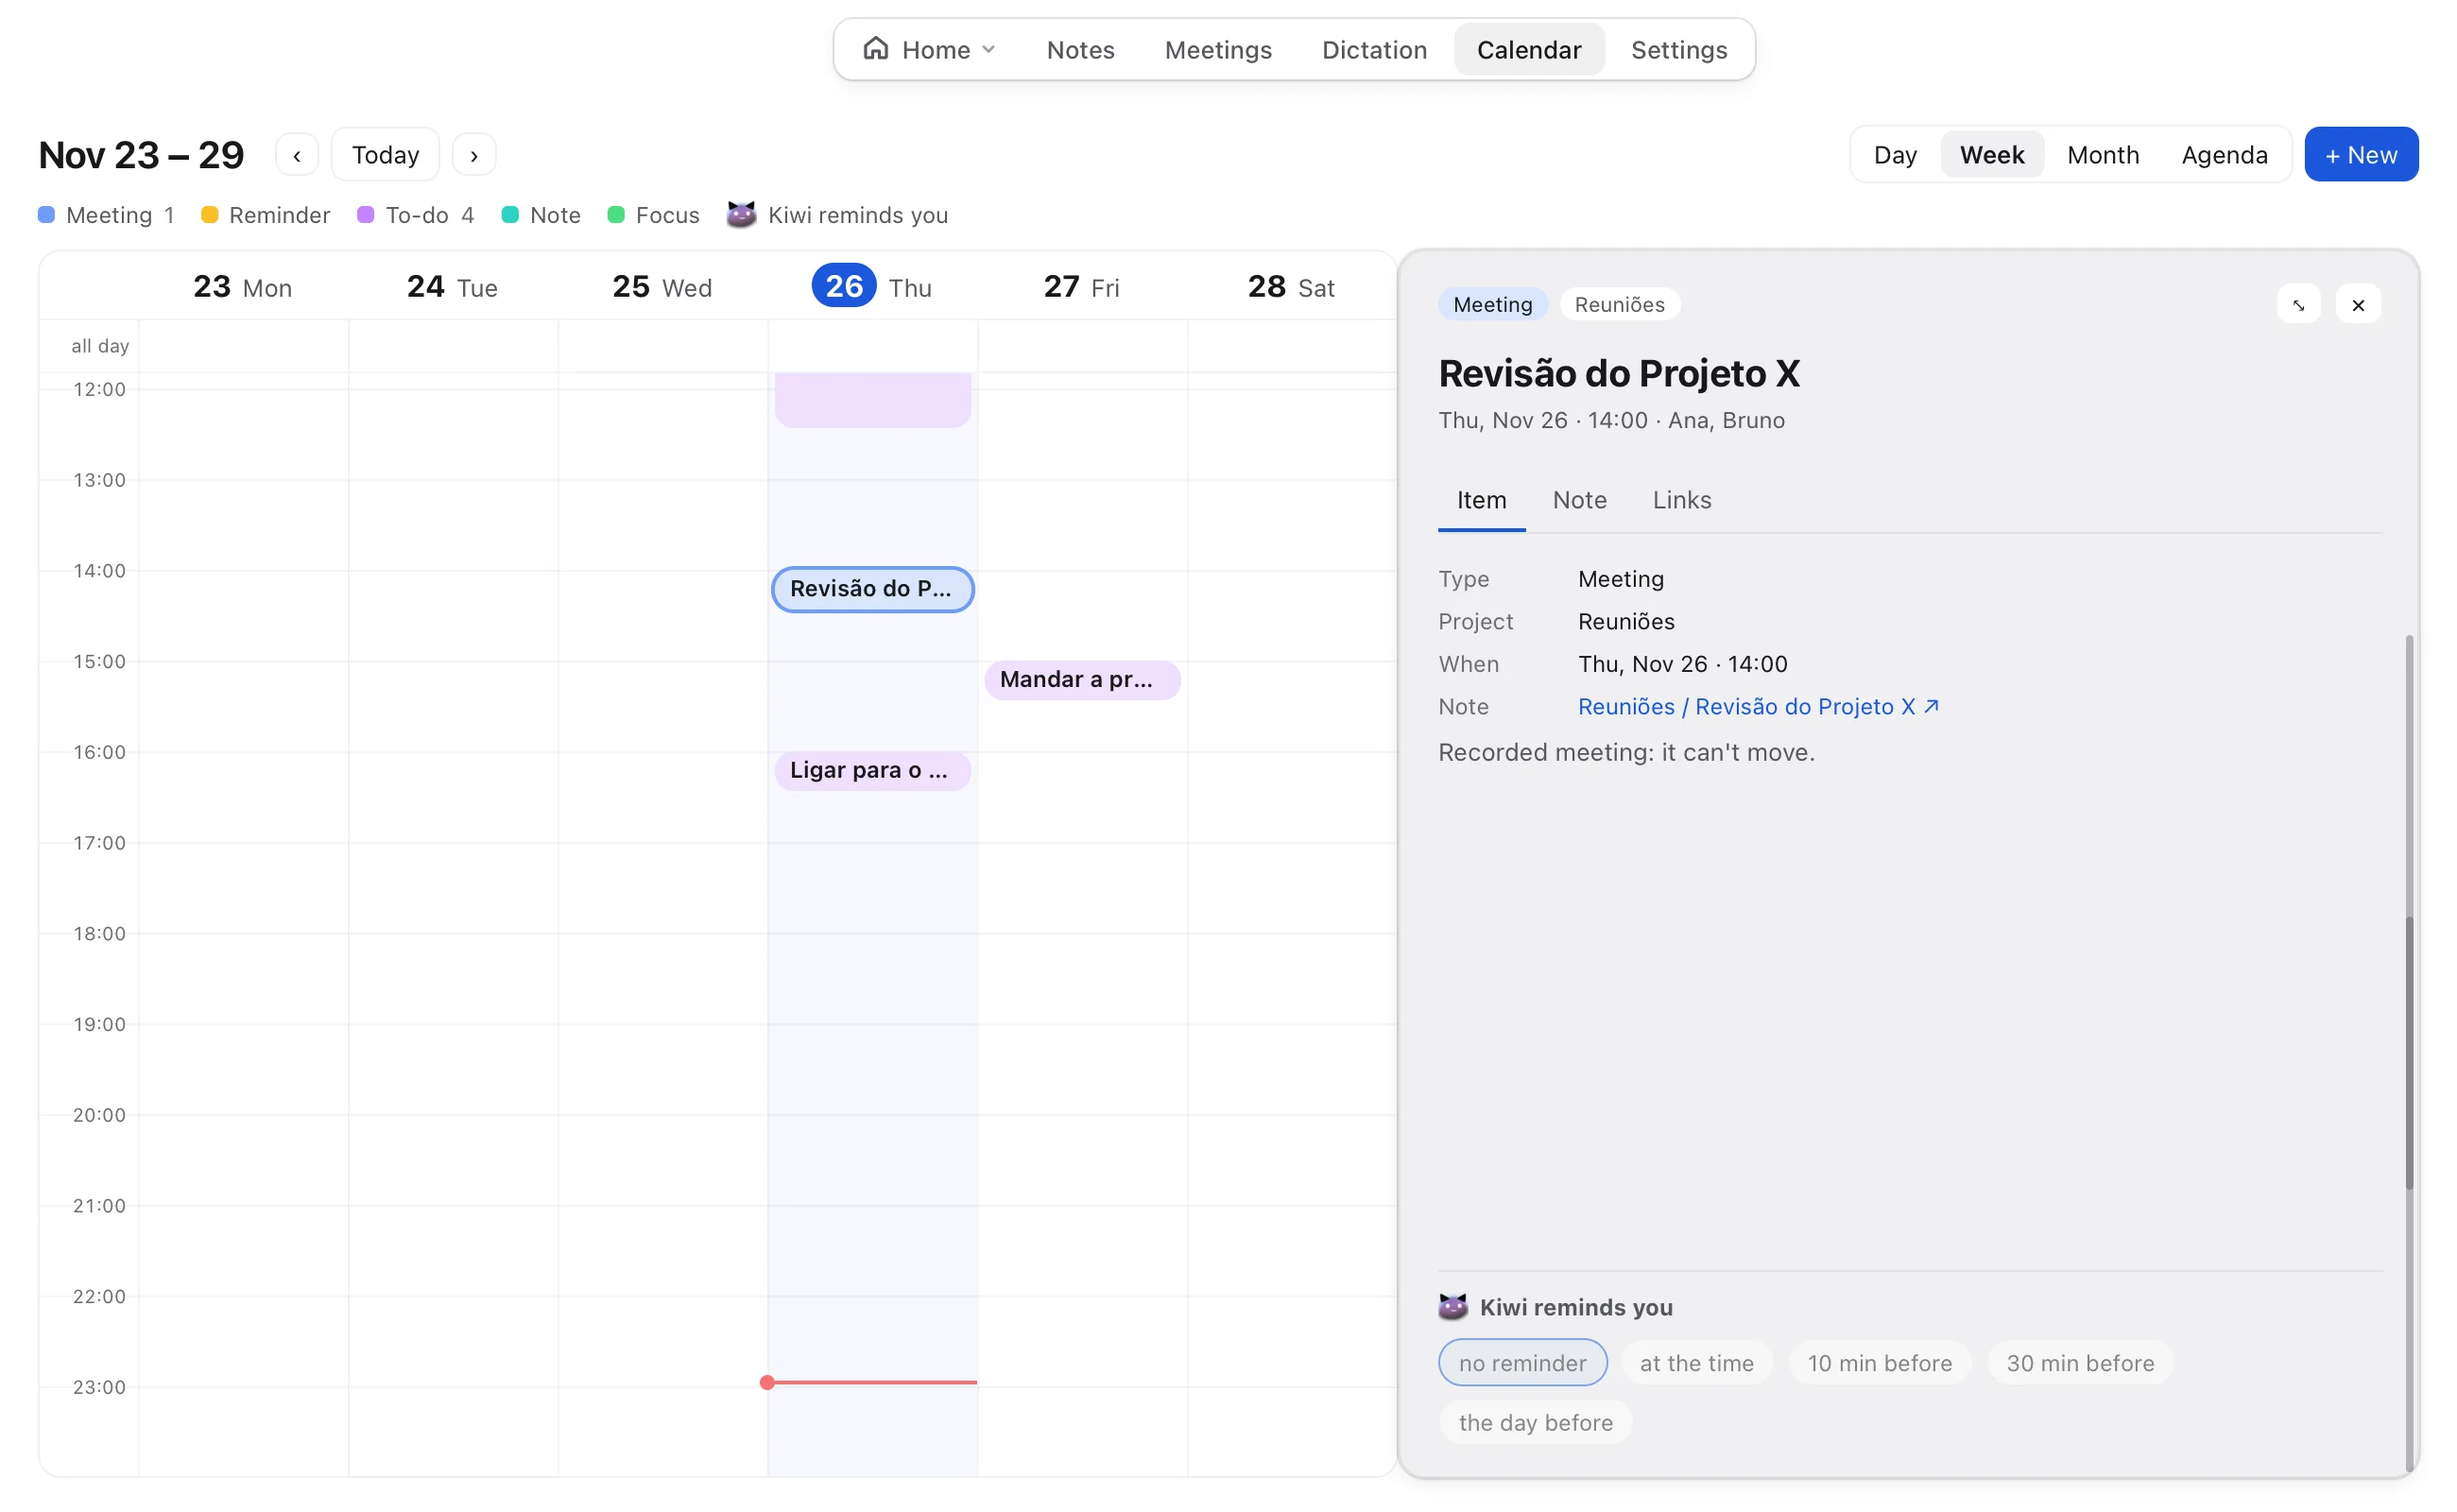 Home Notes Meetings Dictation Calendar Settings
Nov 23 – 29 ‹ Today › Day Week Month Agenda + New
Meeting 1 Reminder To-do 4 Note Focus Kiwi reminds you
23 Mon 24 Tue 25 Wed 26 Thu 27 Fri 28 Sat
all day
12:00
13:00
14:00 Revisão do P...
15:00 Mandar a pr...
16:00 Ligar para o ...
17:00
18:00
19:00
20:00
21:00
22:00
23:00
Meeting Reuniões
Revisão do Projeto X
Thu, Nov 26 · 14:00 · Ana, Bruno
Item Note Links
Type Meeting
Project Reuniões
When Thu, Nov 26 · 14:00
Note Reuniões / Revisão do Projeto X ↗
Recorded meeting: it can't move.
Kiwi reminds you
no reminder at the time 10 min before 30 min before
the day before